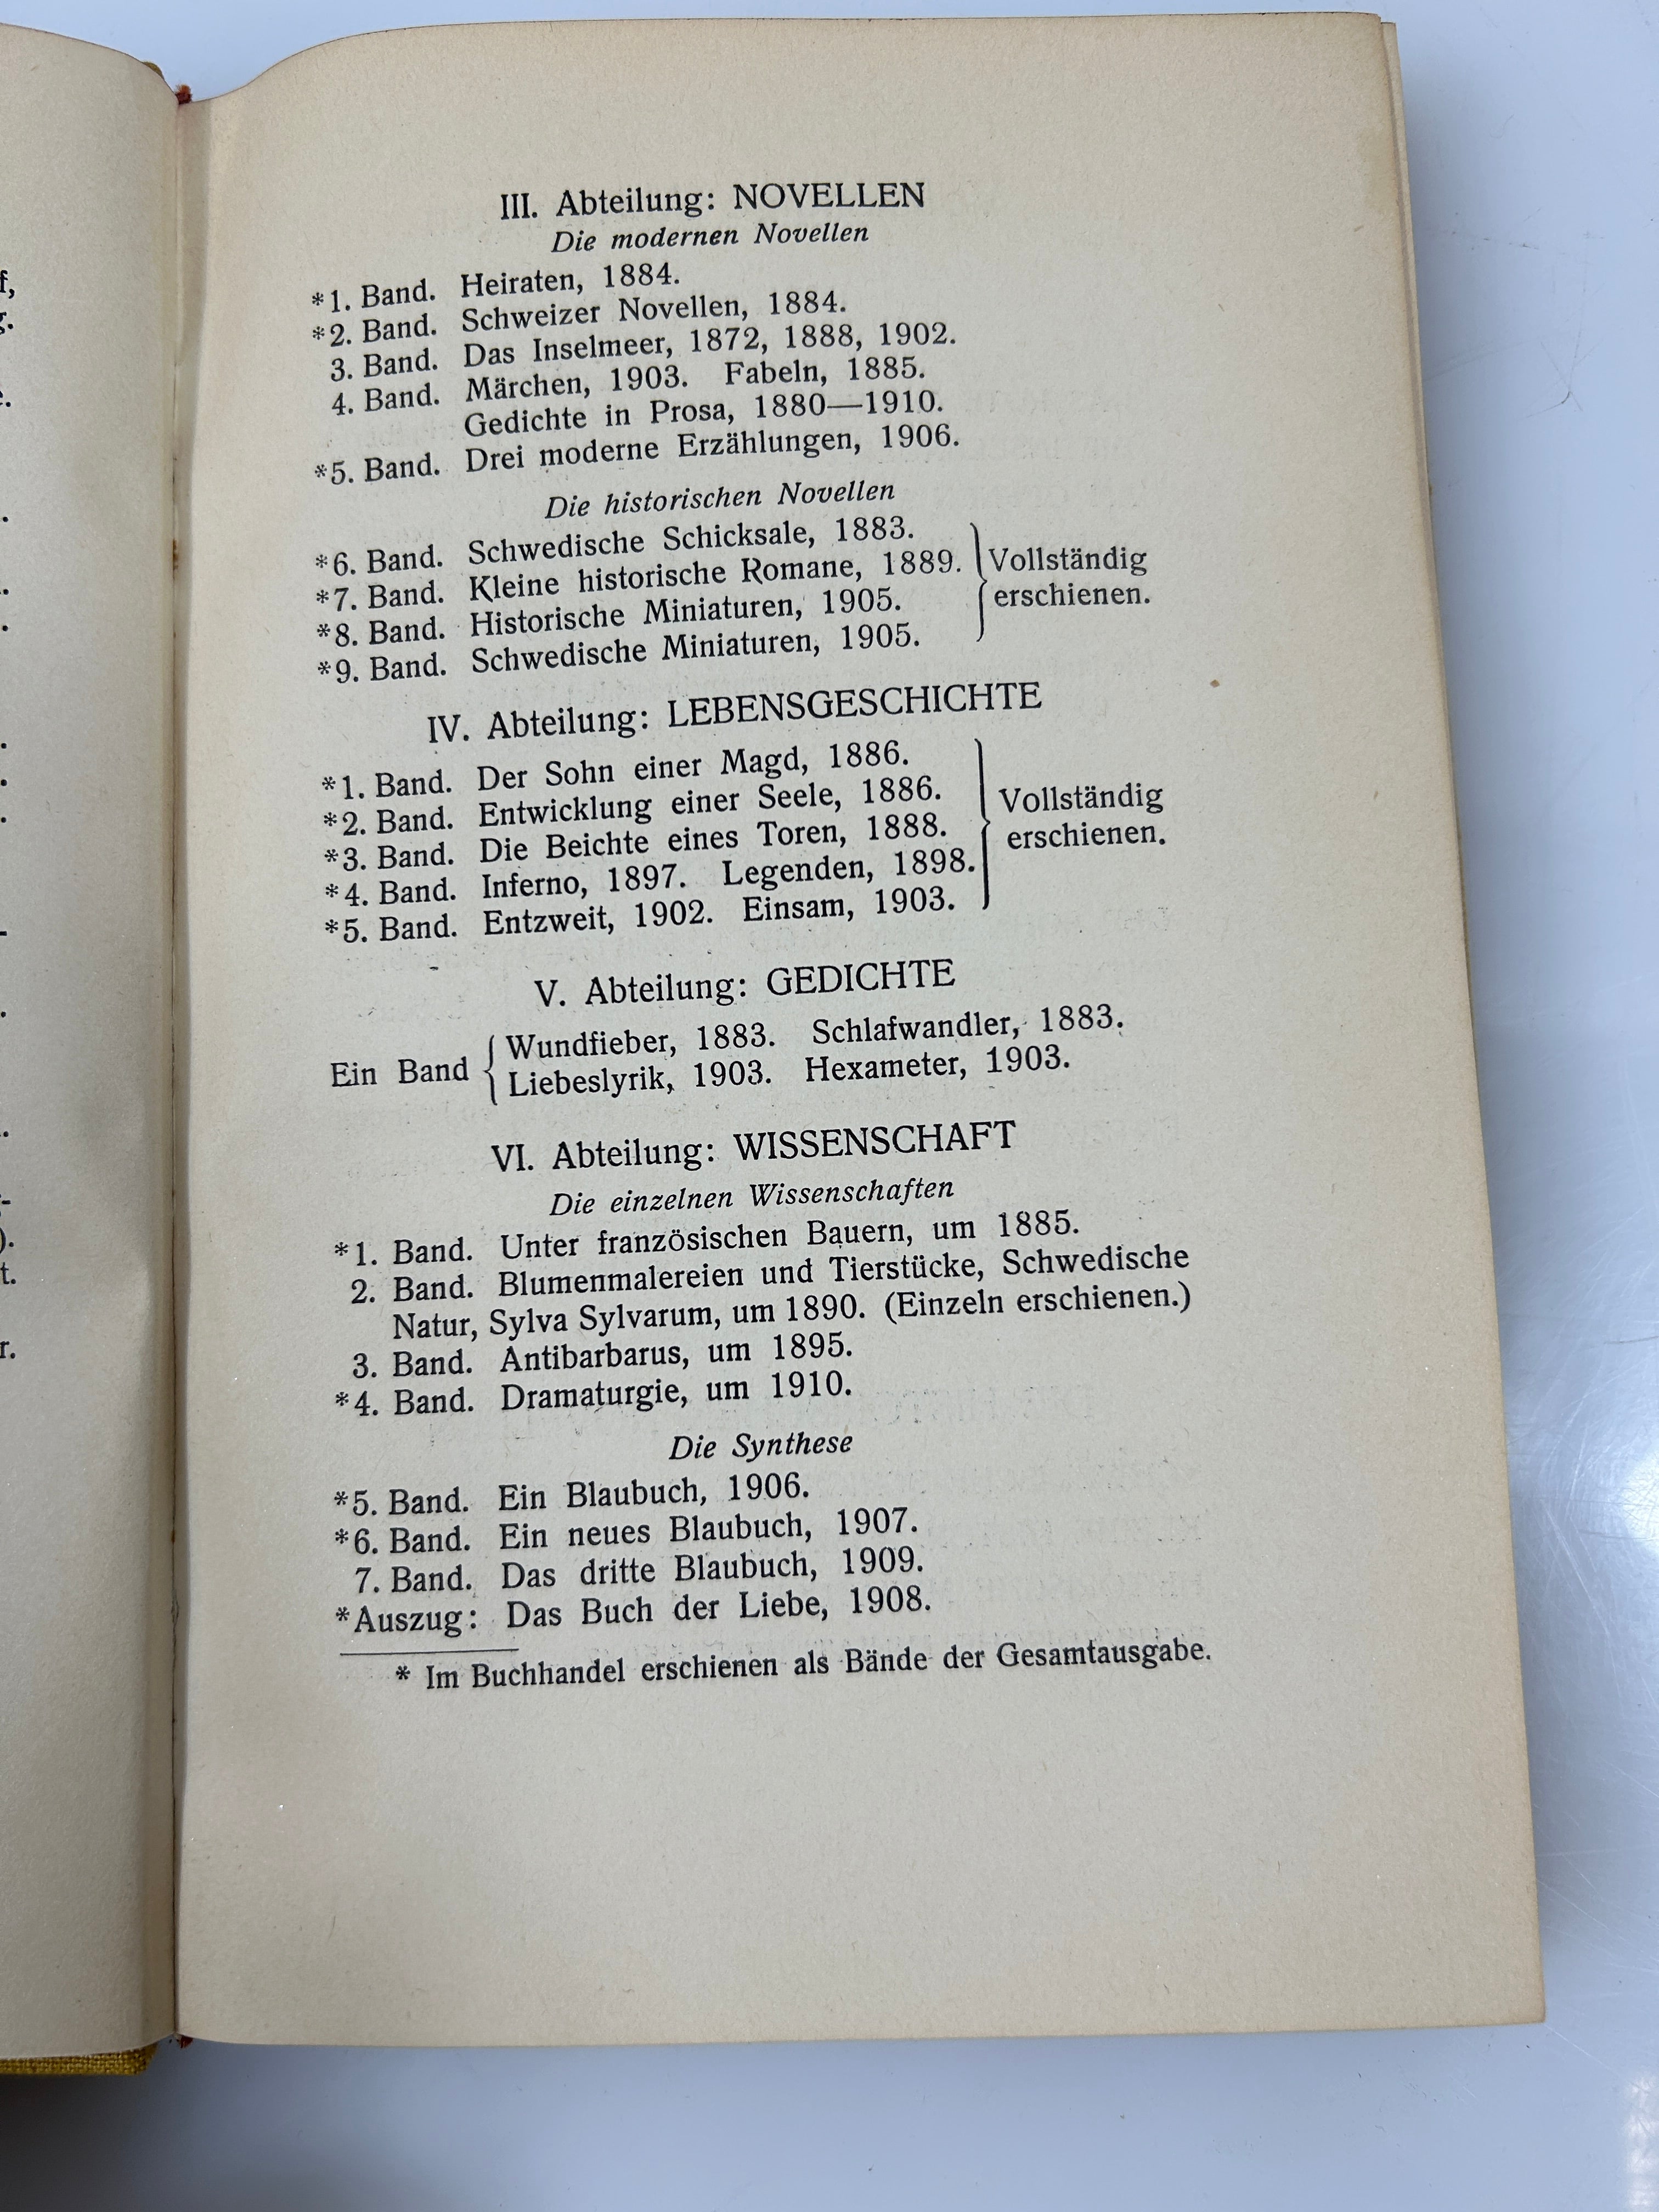 III. Abteilung: NOVELLEN
Die modernen Novellen
*1. Band. Heiraten, 1884.
*2. Band. Schweizer Novellen, 1884.
3. Band. Das Inselmeer, 1872, 1888, 1902.
4. Band. Märchen, 1903. Fabeln, 1885.
Gedichte in Prosa, 1880—1910.
*5. Band. Drei moderne Erzählungen, 1906.
Die historischen Novellen
*6. Band. Schwedische Schicksale, 1883.
*7. Band. Kleine historische Romane, 1889.
*8. Band. Historische Miniaturen, 1905.
*9. Band. Schwedische Miniaturen, 1905.
Vollständig
erschienen.
IV. Abteilung: LEBENSGESCHICHTE
*1. Band. Der Sohn einer Magd, 1886.
*2. Band. Entwicklung einer Seele, 1886.
*3. Band. Die Beichte eines Toren, 1888.
*4. Band. Inferno, 1897. Legenden, 1898.
*5. Band. Entzweit, 1902. Einsam, 1903.
Vollständig
erschienen.
V. Abteilung: GEDICHTE
Ein Band
Wundfieber, 1883. Schlafwandler, 1883.
Liebeslyrik, 1903. Hexameter, 1903.
VI. Abteilung: WISSENSCHAFT
Die einzelnen Wissenschaften
*1. Band. Unter französischen Bauern, um 1885.
2. Band. Blumenmalereien und Tierstücke, Schwedische
Natur, Sylva Sylvarum, um 1890. (Einzeln erschienen.)
3. Band. Antibarbarus, um 1895.
*4. Band. Dramaturgie, um 1910.
Die Synthese
*5. Band. Ein Blaubuch, 1906.
*6. Band. Ein neues Blaubuch, 1907.
7. Band. Das dritte Blaubuch, 1909.
*Auszug: Das Buch der Liebe, 1908.
* Im Buchhandel erschienen als Bände der Gesamtausgabe.